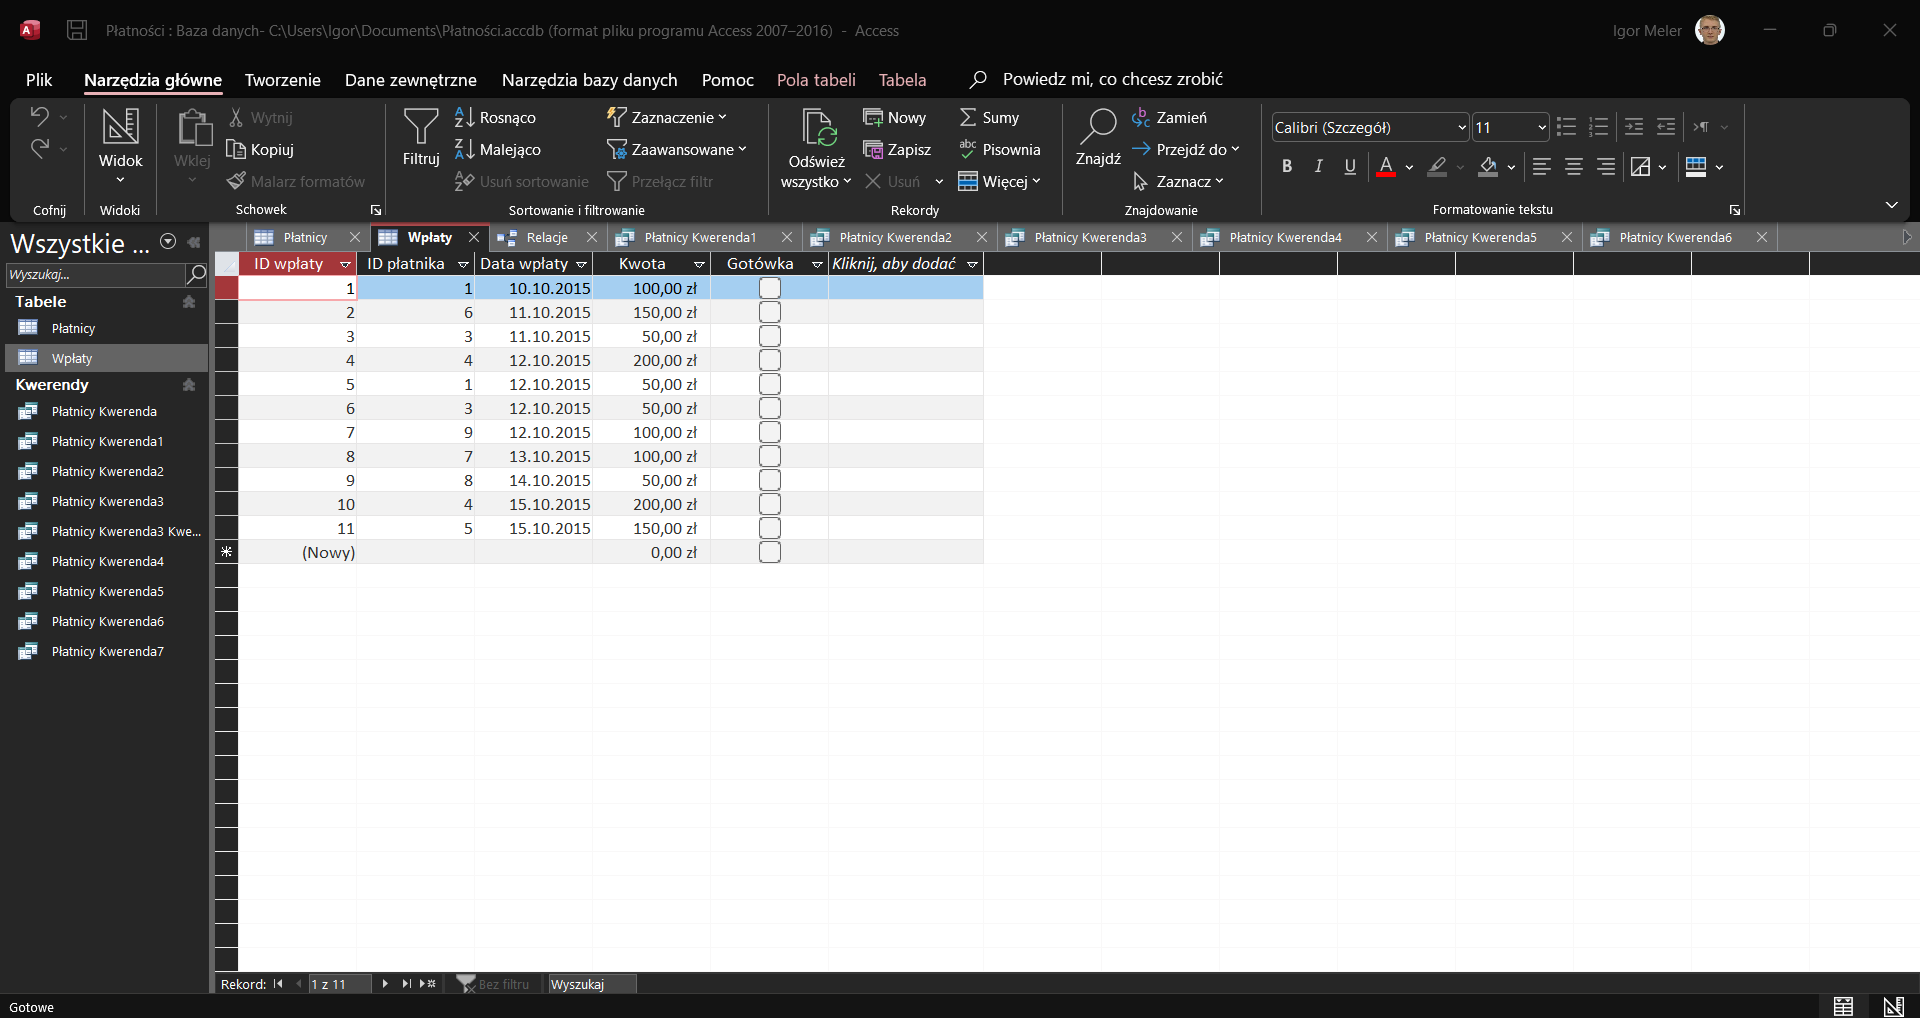 Płatności : Baza danych- C:\Users\Igor\Documents\Płatności.accdb (format pliku programu Access 2007–2016) - Access
Igor Meler
Plik Narzędzia główne Tworzenie Dane zewnętrzne Narzędzia bazy danych Pomoc Pola tabeli Tabela Powiedz mi, co chcesz zrobić
Cofnij
Widok
Widoki
Wklej
Wytnij
Kopiuj
Malarz formatów
Schowek
Filtruj
Rosnąco
Malejąco
Usuń sortowanie
Zaznaczenie
Zaawansowane
Przełącz filtr
Sortowanie i filtrowanie
Odśwież
wszystko
Nowy
Zapisz
Usuń
Sumy
Pisownia
Więcej
Rekordy
Znajdź
Zamień
Przejdź do
Zaznacz
Znajdowanie
Calibri (Szczegół) 11
B I U A
Formatowanie tekstu
Wszystkie ...
Wyszukaj...
Tabele
Płatnicy
Wpłaty
Kwerendy
Płatnicy Kwerenda
Płatnicy Kwerenda1
Płatnicy Kwerenda2
Płatnicy Kwerenda3
Płatnicy Kwerenda3 Kwe...
Płatnicy Kwerenda4
Płatnicy Kwerenda5
Płatnicy Kwerenda6
Płatnicy Kwerenda7
Płatnicy Wpłaty Relacje Płatnicy Kwerenda1 Płatnicy Kwerenda2 Płatnicy Kwerenda3 Płatnicy Kwerenda4 Płatnicy Kwerenda5 Płatnicy Kwerenda6
ID wpłaty ID płatnika Data wpłaty Kwota Gotówka Kliknij, aby dodać
1 1 10.10.2015 100,00 zł
2 6 11.10.2015 150,00 zł
3 3 11.10.2015 50,00 zł
4 4 12.10.2015 200,00 zł
5 1 12.10.2015 50,00 zł
6 3 12.10.2015 50,00 zł
7 9 12.10.2015 100,00 zł
8 7 13.10.2015 100,00 zł
9 8 14.10.2015 50,00 zł
10 4 15.10.2015 200,00 zł
11 5 15.10.2015 150,00 zł
(Nowy) 0,00 zł
Rekord: 1 z 11 Bez filtru Wyszukaj
Gotowe